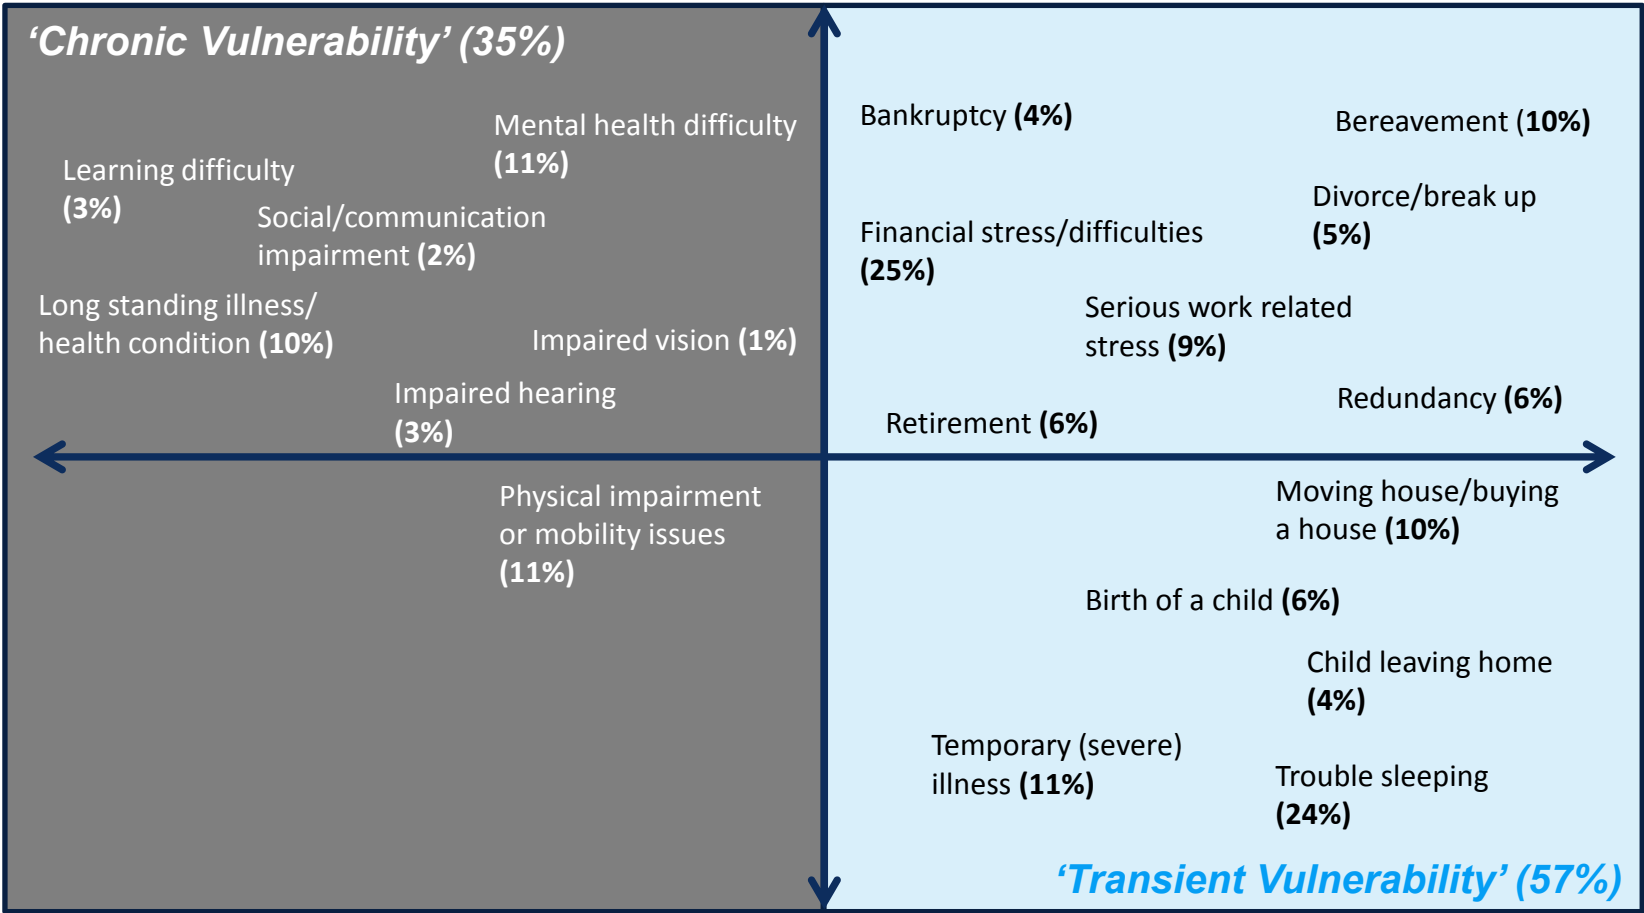 ‘Chronic Vulnerability’ (35%)
Mental health difficulty
(11%)
Learning difficulty
(3%)
Social/communication
impairment (2%)
Long standing illness/
health condition (10%)
Impaired vision (1%)
Impaired hearing
(3%)
Physical impairment
or mobility issues
(11%)
Bankruptcy (4%)
Bereavement (10%)
Divorce/break up
(5%)
Financial stress/difficulties
(25%)
Serious work related
stress (9%)
Redundancy (6%)
Retirement (6%)
Moving house/buying
a house (10%)
Birth of a child (6%)
Child leaving home
(4%)
Temporary (severe)
illness (11%)
Trouble sleeping
(24%)
‘Transient Vulnerability’ (57%)